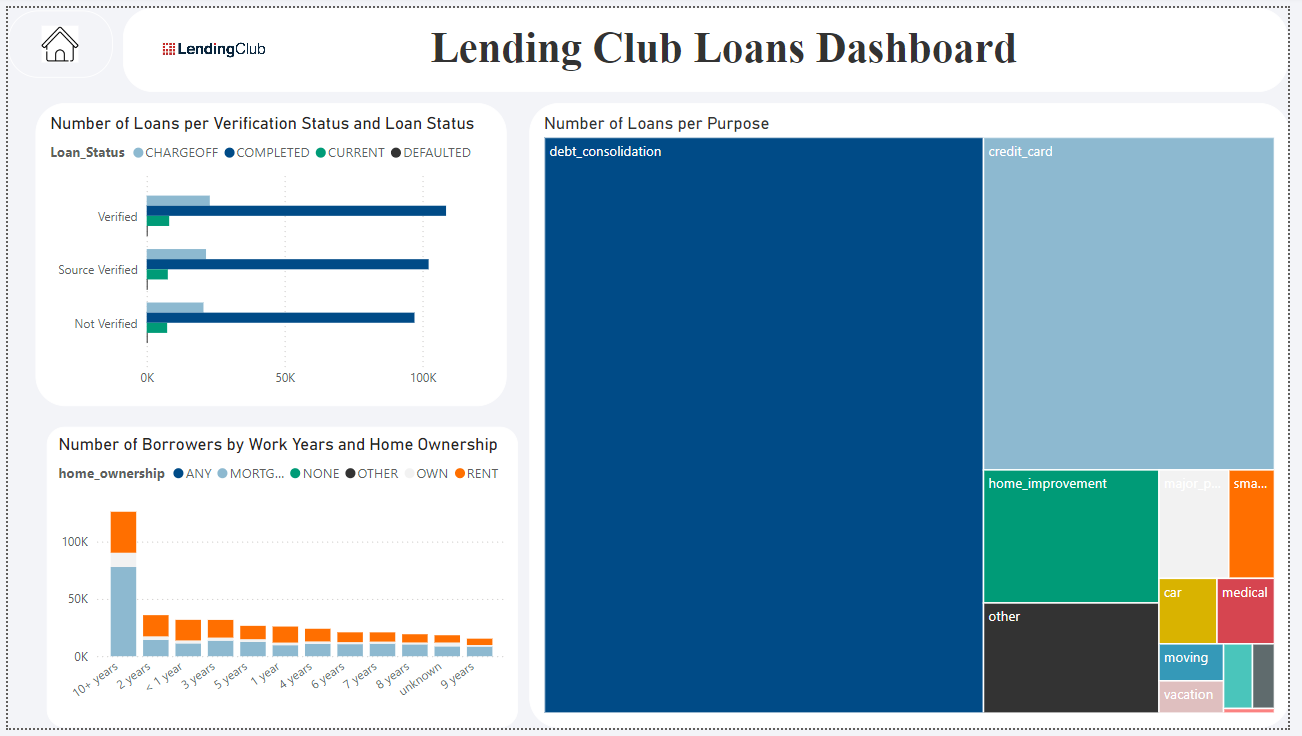 LendingClub
Lending Club Loans Dashboard
Number of Loans per Verification Status and Loan Status
Loan_Status CHARGEOFF COMPLETED CURRENT DEFAULTED
Verified
Source Verified
Not Verified
0K 50K 100K
Number of Borrowers by Work Years and Home Ownership
home_ownership ANY MORTG... NONE OTHER OWN RENT
100K
50K
0K
10+ years 2 years < 1 year 3 years 5 years 1 year 4 years 6 years 7 years 8 years unknown 9 years
Number of Loans per Purpose
debt_consolidation
credit_card
home_improvement
major_p...
sma...
other
car
medical
moving
vacation